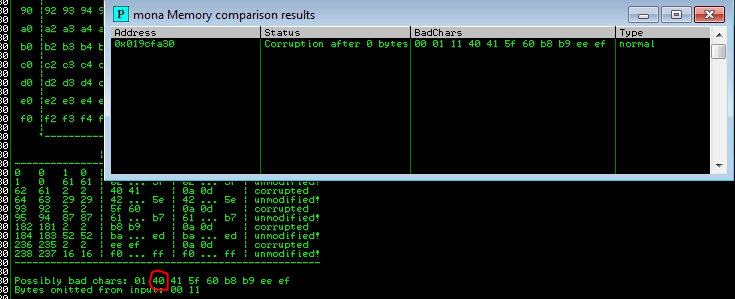 P mona Memory comparison results
Address Status BadChars Type
0x019cfa30 Corruption after 0 bytes 00 01 11 40 41 5f 60 b8 b9 ee ef normal
90 |92 93 94 9
a0 |a2 a3 a4 a
b0 |b2 b3 b4 b
c0 |c2 c3 c4
d0 |d2 d3 d4
e0 |e2 e3 e4 e
f0 |f2 f3 f4 f
0 0 1 0
1 0 61 61 | 02 ... 3f | 02 ... 3f | unmodified!
62 61 2 2 | 40 41 | 0a 0d | corrupted
64 63 29 29 | 42 ... 5e | 42 ... 5e | unmodified!
93 92 2 2 | 5f 60 | 0a 0d | corrupted
95 94 87 87 | 61 ... b7 | 61 ... b7 | unmodified!
182 181 2 2 | b8 b9 | 0a 0d | corrupted
184 183 52 52 | ba ... ed | ba ... ed | unmodified!
236 235 2 2 | ee ef | 0a 0d | corrupted
238 237 16 16 | f0 ... ff | f0 ... ff | unmodified!
Possibly bad chars: 01 40 41 5f 60 b8 b9 ee ef
Bytes omitted from input: 00 11